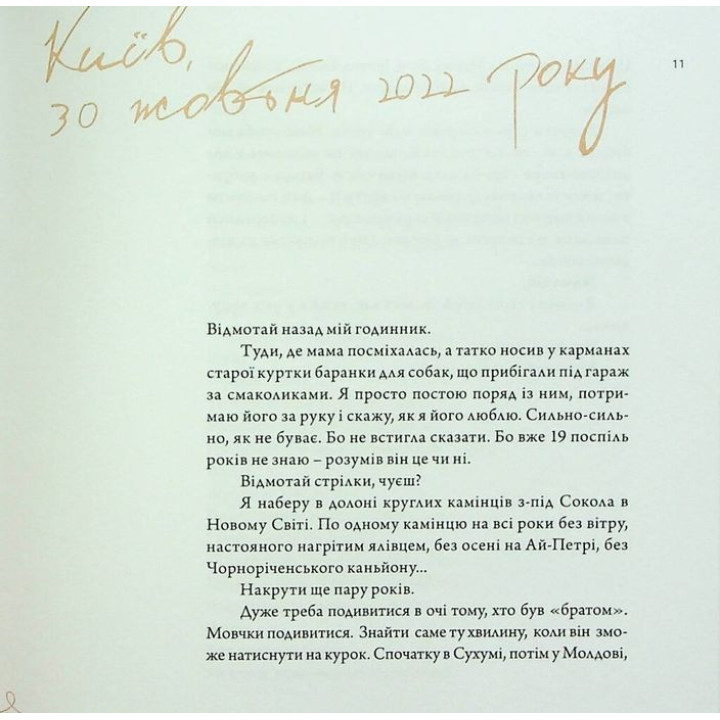 Київ,
30 жовтня 2022 року
11
Відмотай назад мій годинник.
Туди, де мама посміхалась, а татко носив у карманах
старої куртки баранки для собак, що прибігали під гараж
за смаколиками. Я просто постою поряд із ним, потри-
маю його за руку і скажу, як я його люблю. Сильно-силь-
но, як не буває. Бо не встигла сказати. Бо вже 19 поспіль
років не знаю – розумів він це чи ні.
Відмотай стрілки, чуєш?
Я наберу в долоні круглих камінців з-під Сокола в
Новому Світі. По одному камінцю на всі роки без вітру,
настояного нагрітим ялівцем, без осені на Ай-Петрі, без
Чорноріченського каньйону...
Накрути ще пару років.
Дуже треба подивитися в очі тому, хто був «братом».
Мовчки подивитися. Знайти саме ту хвилину, коли він змо-
же натиснути на курок. Спочатку в Сухумі, потім у Молдові,